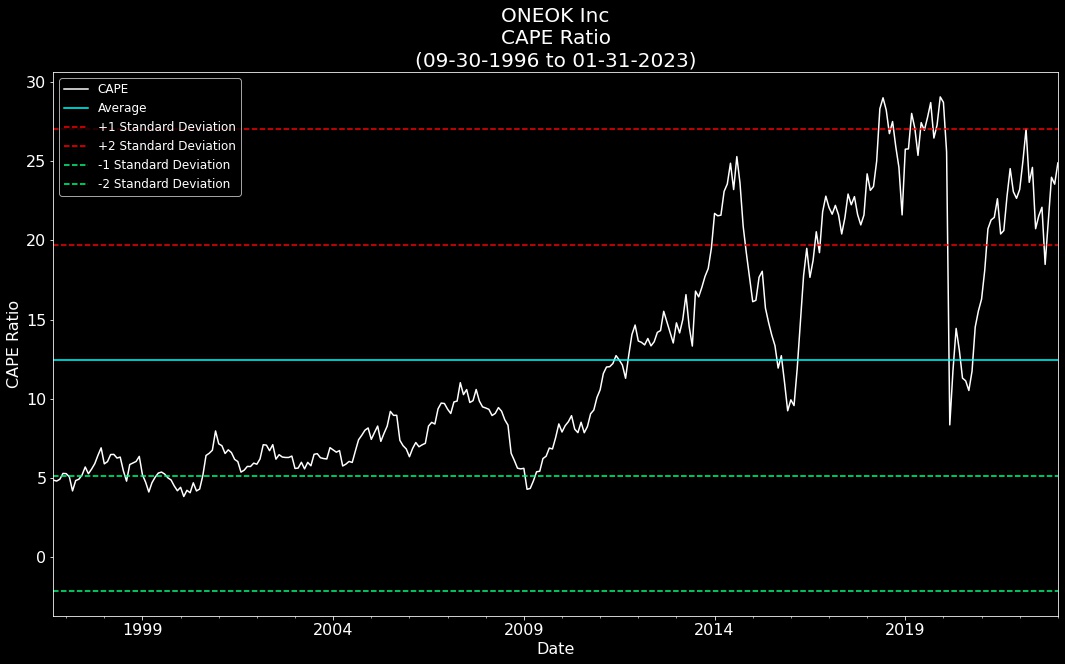 ONEOK Inc
CAPE Ratio
(09-30-1996 to 01-31-2023)
CAPE
Average
+1 Standard Deviation
+2 Standard Deviation
-1 Standard Deviation
-2 Standard Deviation
30
25
20
15
10
5
0
CAPE Ratio
1999
2004
2009
2014
2019
Date